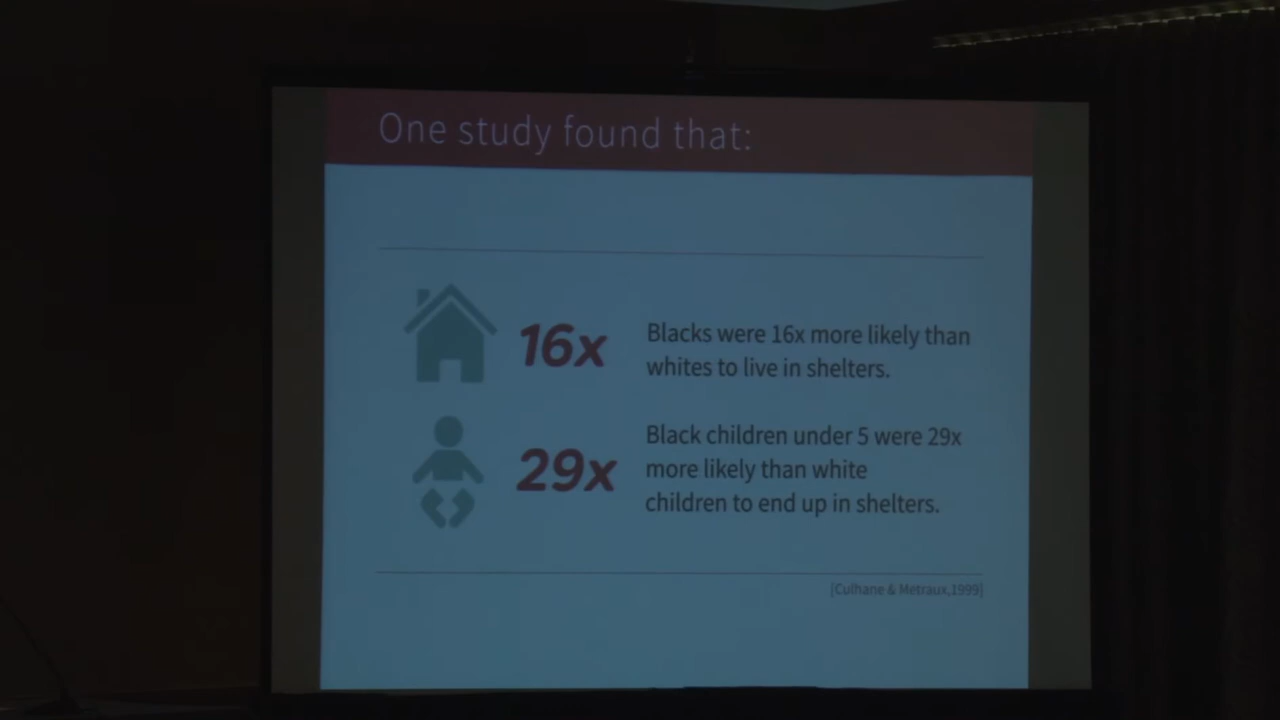 One study found that:
16x
Blacks were 16x more likely than
whites to live in shelters.
29x
Black children under 5 were 29x
more likely than white
children to end up in shelters.
[Culhane & Metraux,1999]